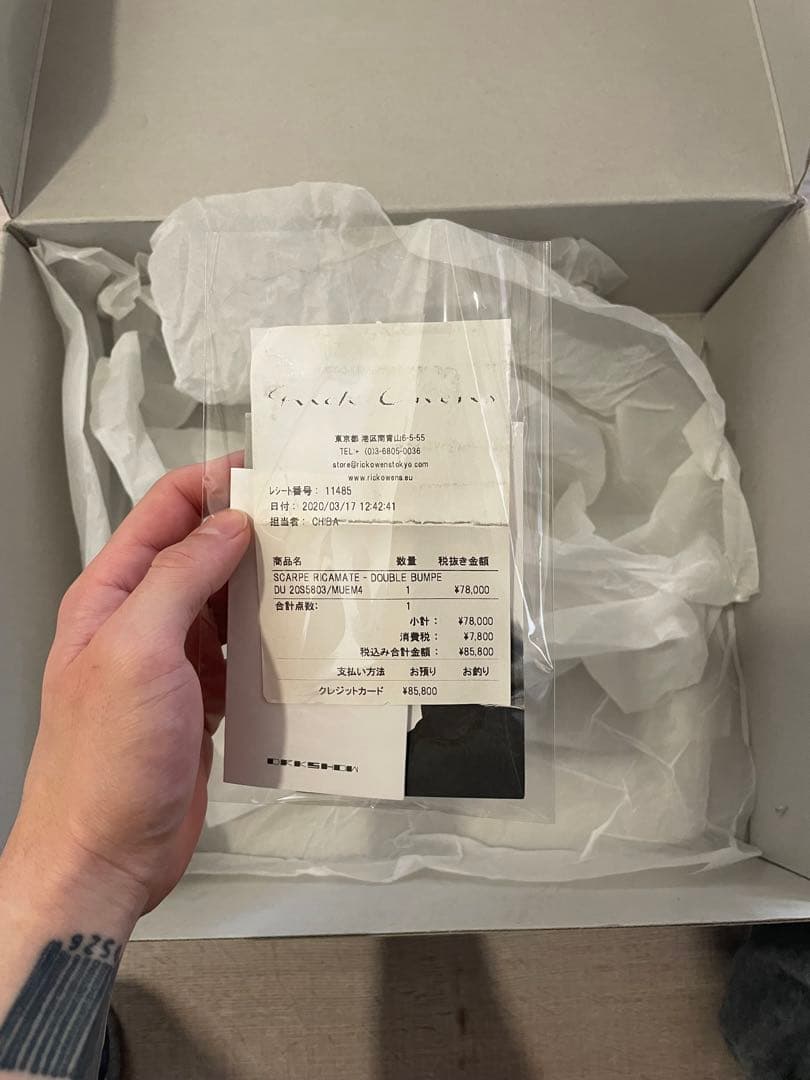 Rick Owens
東京都 港区南青山6-5-55
TEL:+ (0)3-6805-0036
store@rickowenstokyo.com
www.rickowens.eu
レシート番号： 11485
日付： 2020/03/17 12:42:41
担当者： CHIBA
商品名 数量 税抜き金額
SCARPE RICAMATE - DOUBLE BUMPE
DU 20S5803/MUEM4 1 ¥78,000
合計点数: 1
小計： ¥78,000
消費税： ¥7,800
税込み合計金額： ¥85,800
支払い方法 お預り お釣り
クレジットカード ¥85,800
DRKSHDW